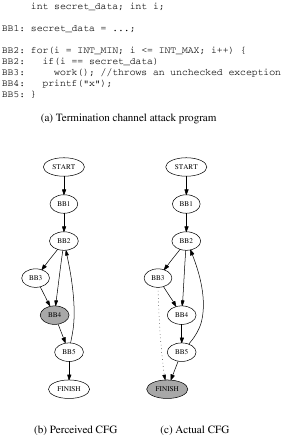 int secret_data; int i;
BB1: secret_data = ...;
BB2: for(i = INT_MIN; i <= INT_MAX; i++) {
BB2: if(i == secret_data)
BB3: work(); //throws an unchecked exception
BB4: printf("x");
BB5: }
(a) Termination channel attack program
START
START
BB1
BB1
BB2
BB2
BB3
BB3
BB4
BB4
BB5
BB5
FINISH
FINISH
(b) Perceived CFG
(c) Actual CFG